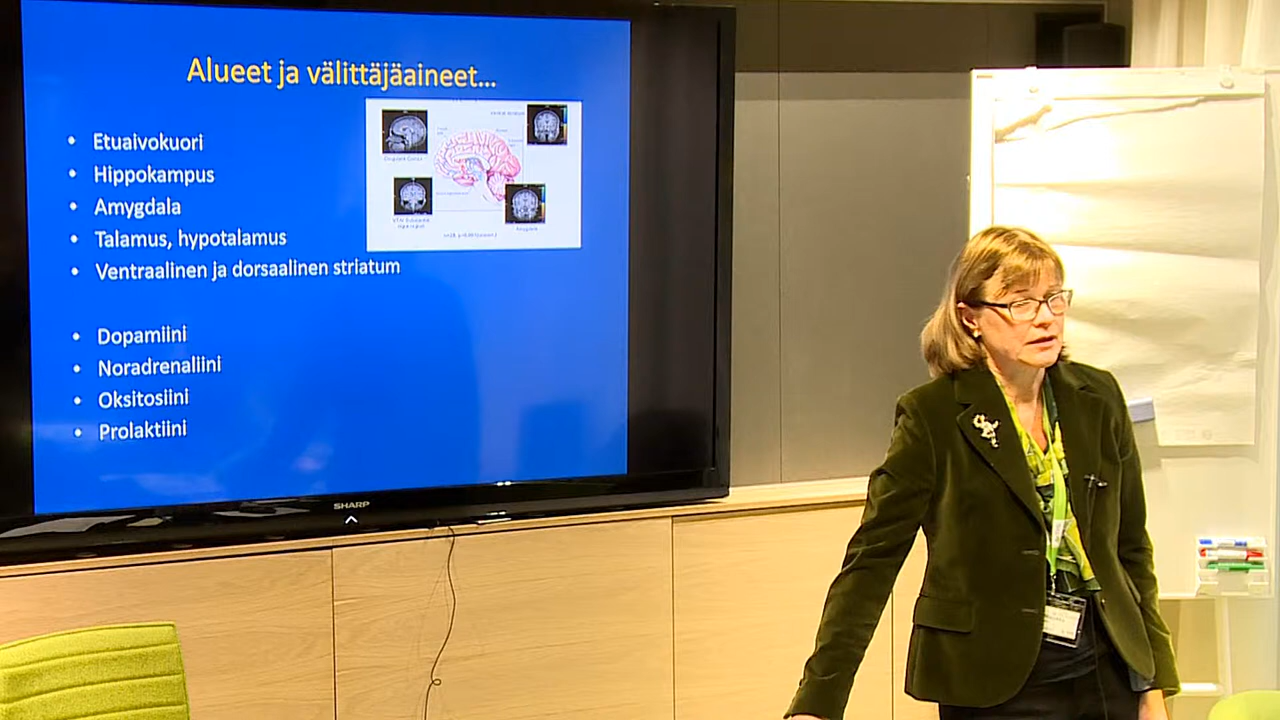 Alueet ja välittäjäaineet...
• Etuaivokuori
• Hippokampus
• Amygdala
• Talamus, hypotalamus
• Ventraalinen ja dorsaalinen striatum
• Dopamiini
• Noradrenaliini
• Oksitosiini
• Prolaktiini
SHARP